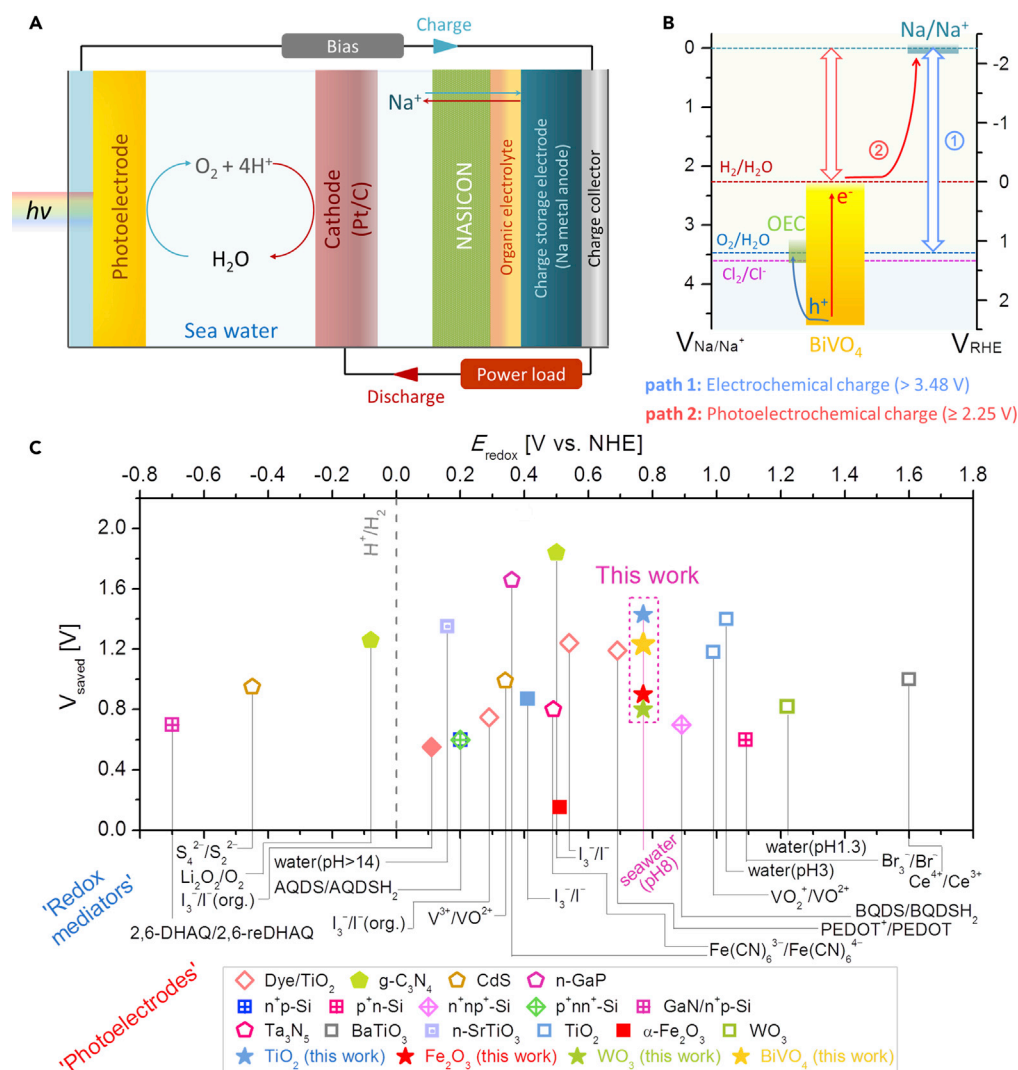 A
Bias
Charge
hv
Photoelectrode
O₂ + 4H⁺
H₂O
Sea water
Cathode
(Pt/C)
Na⁺
NASICON
Organic electrolyte
Charge storage electrode
(Na metal anode)
Charge collector
Power load
Discharge
B
Na/Na⁺
0
1
2
3
4
-2
-1
0
1
2
①
②
H₂/H₂O
e⁻
OEC
O₂/H₂O
Cl₂/Cl⁻
h⁺
V Na/Na⁺
BiVO₄
V RHE
path 1: Electrochemical charge (> 3.48 V)
path 2: Photoelectrochemical charge (≥ 2.25 V)
C
E redox [V vs. NHE]
-0.8 -0.6 -0.4 -0.2 0.0 0.2 0.4 0.6 0.8 1.0 1.2 1.4 1.6 1.8
V saved [V]
2.0
1.6
1.2
0.8
0.4
0.0
H⁺/H₂
This work
S₄²⁻/S₂²⁻
Li₂O₂/O₂
I₃⁻/I⁻(org.)
2,6-DHAQ/2,6-reDHAQ
water(pH>14)
AQDS/AQDSH₂
I₃⁻/I⁻(org.)
V³⁺/VO²⁺
I₃⁻/I⁻
I₃⁻/I⁻
seawater
(pH8)
Fe(CN)₆³⁻/Fe(CN)₆⁴⁻
PEDOT⁺/PEDOT
BQDS/BQDSH₂
VO₂⁺/VO²⁺
water(pH3)
water(pH1.3)
Br₃⁻/Br⁻
Ce⁴⁺/Ce³⁺
'Redox
mediators'
'Photoelectrodes'
Dye/TiO₂ g-C₃N₄ CdS n-GaP
n⁺p-Si p⁺n-Si n⁺np⁺-Si p⁺nn⁺-Si GaN/n⁺p-Si
Ta₃N₅ BaTiO₃ n-SrTiO₃ TiO₂ α-Fe₂O₃ WO₃
TiO₂ (this work) Fe₂O₃ (this work) WO₃ (this work) BiVO₄ (this work)